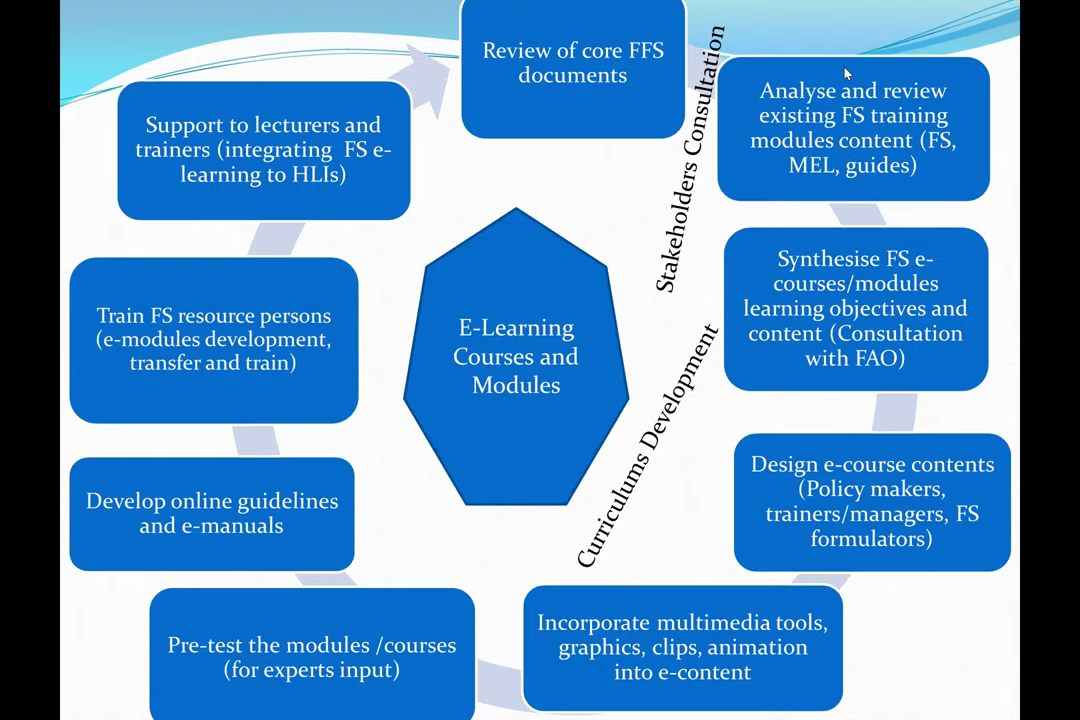 Review of core FFS
documents
Analyse and review
existing FS training
modules content (FS,
MEL, guides)
Synthesise FS e-
courses/modules
learning objectives and
content (Consultation
with FAO)
Design e-course contents
(Policy makers,
trainers/managers, FS
formulators)
Incorporate multimedia tools,
graphics, clips, animation
into e-content
Pre-test the modules /courses
(for experts input)
Develop online guidelines
and e-manuals
Train FS resource persons
(e-modules development,
transfer and train)
Support to lecturers and
trainers (integrating FS e-
learning to HLIs)
E-Learning
Courses and
Modules
Stakeholders Consultation
Curriculums Development